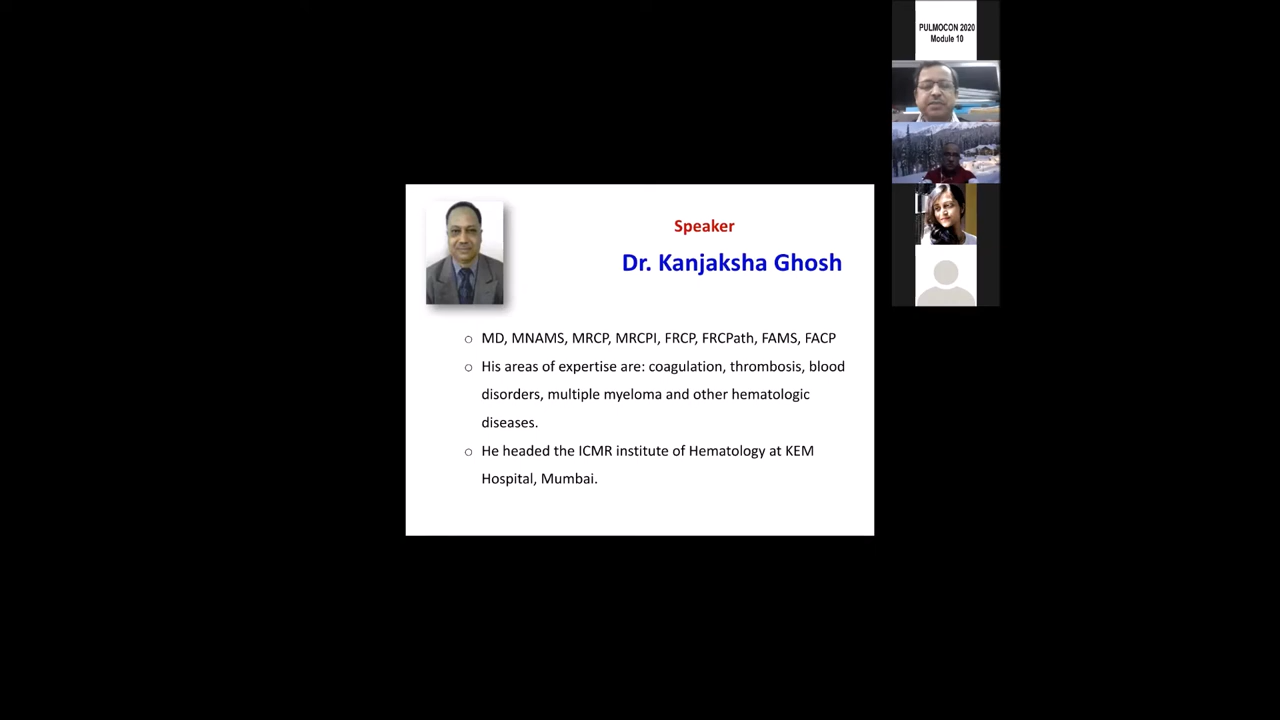 PULMOCON 2020
Module 10
Speaker
Dr. Kanjaksha Ghosh
MD, MNAMS, MRCP, MRCPI, FRCP, FRCPath, FAMS, FACP
His areas of expertise are: coagulation, thrombosis, blood
disorders, multiple myeloma and other hematologic
diseases.
He headed the ICMR institute of Hematology at KEM
Hospital, Mumbai.